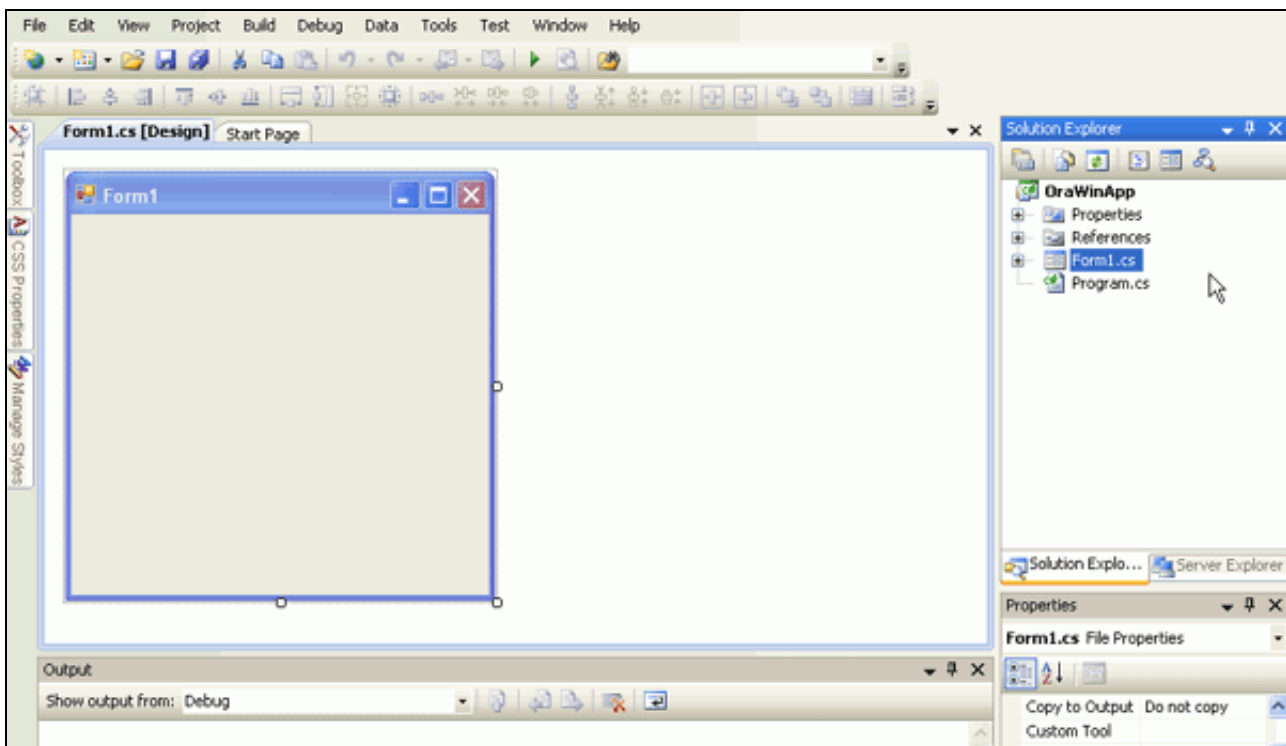 File Edit View Project Build Debug Data Tools Test Window Help
Form1.cs [Design] Start Page
Toolbox
CSS Properties
Manage Styles
Form1
Solution Explorer
OraWinApp
Properties
References
Form1.cs
Program.cs
Solution Explo... Server Explorer
Properties
Form1.cs File Properties
Copy to Output Do not copy
Custom Tool
Output
Show output from: Debug